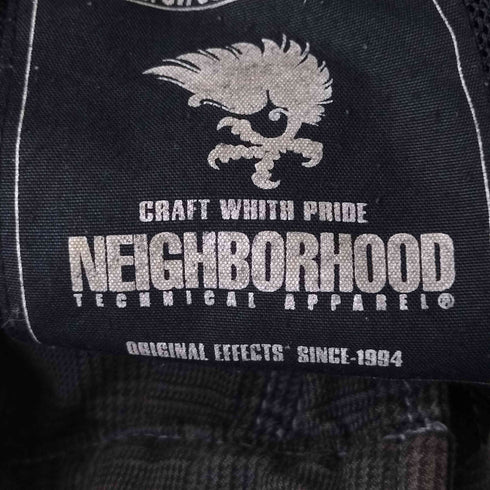 CRAFT WHITH PRIDE
NEIGHBORHOOD
TECHNICAL APPAREL®
ORIGINAL EFFECTS SINCE-1994